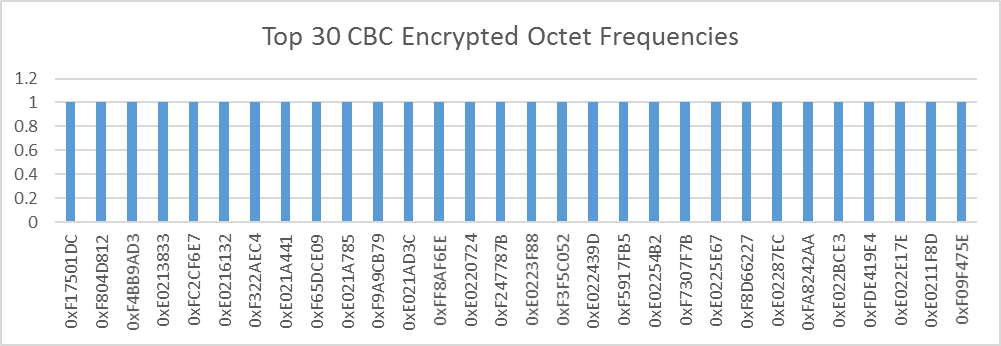 Top 30 CBC Encrypted Octet Frequencies
1.2
1
0.8
0.6
0.4
0.2
0
0xF17501DC
0xF804D812
0xF4BB9AD3
0xE0213833
0xFC2CF6E7
0xE0216132
0xF322AEC4
0xE021A441
0xF65DCE09
0xE021A785
0xF9A9CB79
0xE021AD3C
0xFF8AF6EE
0xE0220724
0xF247787B
0xE0223F88
0xF3F5C052
0xE022439D
0xF5917FB5
0xE02254B2
0xF7307F7B
0xE0225E67
0xF8D66227
0xE02287EC
0xFA8242AA
0xE022BCE3
0xFDE419E4
0xE022E17E
0xE0211F8D
0xF09F475E